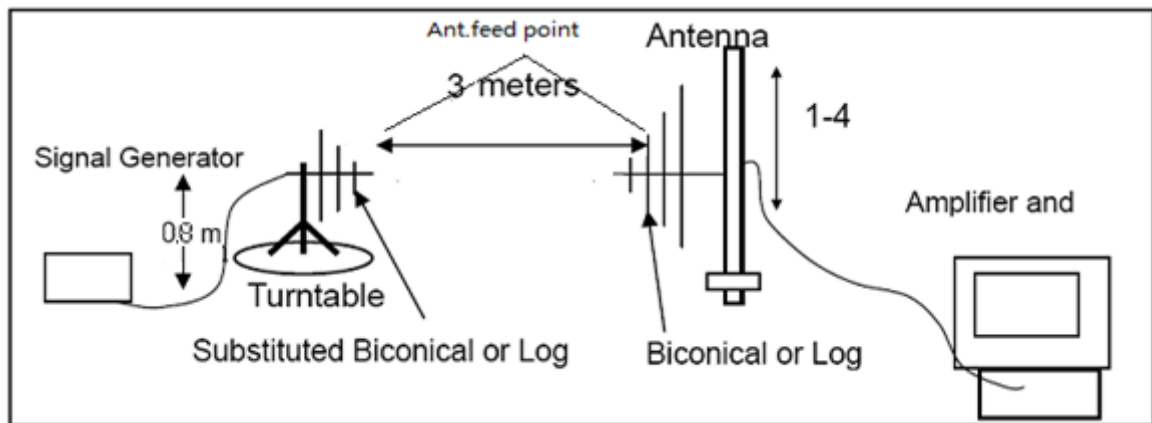 Ant.feed point
Antenna
3 meters
1-4
Signal Generator
0.8 m
Amplifier and
Turntable
Substituted Biconical or Log
Biconical or Log